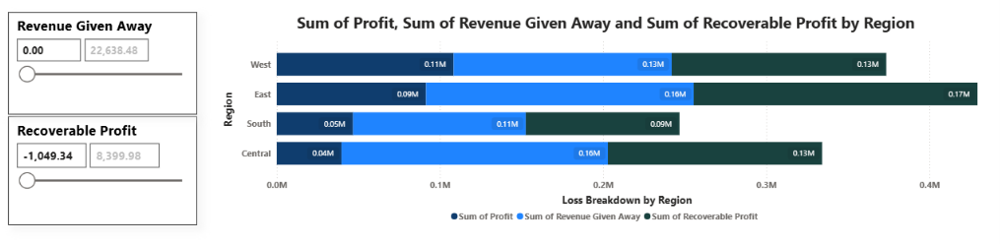 Revenue Given Away
0.00 22,638.48
Recoverable Profit
-1,049.34 8,399.98
Sum of Profit, Sum of Revenue Given Away and Sum of Recoverable Profit by Region
Region
West 0.11M 0.13M 0.13M
East 0.09M 0.16M 0.17M
South 0.05M 0.11M 0.09M
Central 0.04M 0.16M 0.13M
0.0M 0.1M 0.2M 0.3M 0.4M
Loss Breakdown by Region
Sum of Profit Sum of Revenue Given Away Sum of Recoverable Profit